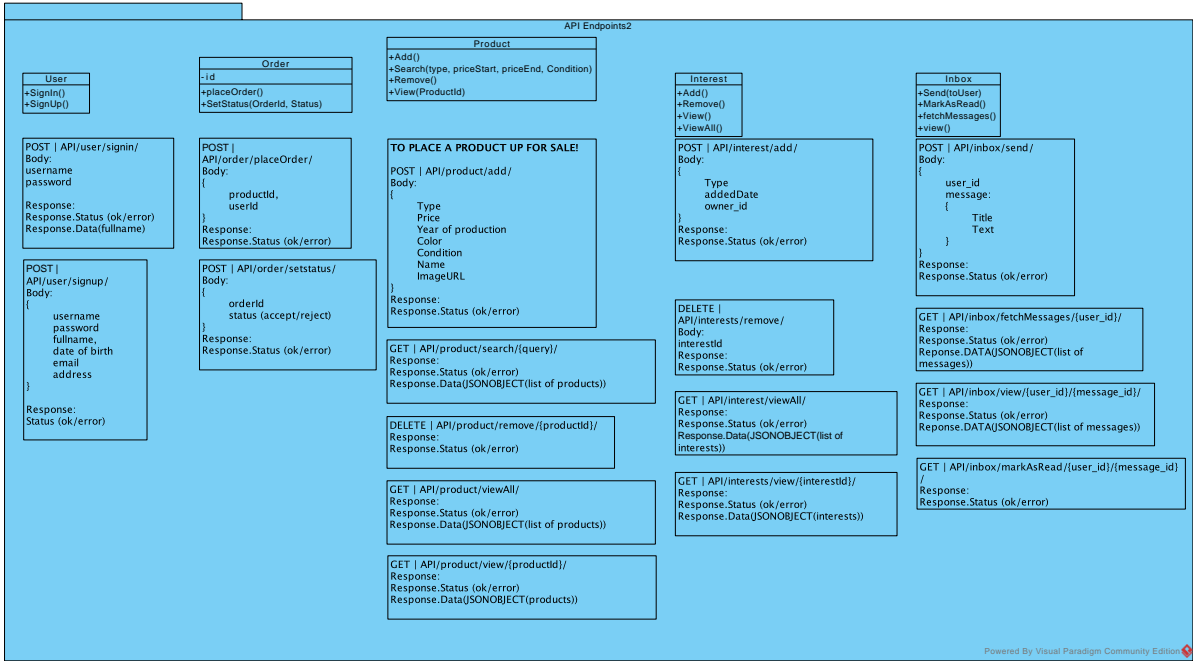 API Endpoints2
User
+SignIn()
+SignUp()
POST | API/user/signin/
Body:
username
password
Response:
Response.Status (ok/error)
Response.Data(fullname)
POST |
API/user/signup/
Body:
{
username
password
fullname,
date of birth
email
address
}
Response:
Status (ok/error)
Order
-id
+placeOrder()
+SetStatus(OrderId, Status)
POST |
API/order/placeOrder/
Body:
{
productId,
userId
}
Response:
Response.Status (ok/error)
POST | API/order/setstatus/
Body:
{
orderId
status (accept/reject)
}
Response:
Response.Status (ok/error)
Product
+Add()
+Search(type, priceStart, priceEnd, Condition)
+Remove()
+View(ProductId)
TO PLACE A PRODUCT UP FOR SALE!
POST | API/product/add/
Body:
{
Type
Price
Year of production
Color
Condition
Name
ImageURL
}
Response:
Response.Status (ok/error)
GET | API/product/search/{query}/
Response:
Response.Status (ok/error)
Response.Data(JSONOBJECT(list of products))
DELETE | API/product/remove/{productId}/
Response:
Response.Status (ok/error)
GET | API/product/viewAll/
Response:
Response.Status (ok/error)
Response.Data(JSONOBJECT(list of products))
GET | API/product/view/{productId}/
Response:
Response.Status (ok/error)
Response.Data(JSONOBJECT(products))
Interest
+Add()
+Remove()
+View()
+ViewAll()
POST | API/interest/add/
Body:
{
Type
addedDate
owner_id
}
Response:
Response.Status (ok/error)
DELETE |
API/interests/remove/
Body:
interestId
Response:
Response.Status (ok/error)
GET | API/interest/viewAll/
Response:
Response.Status (ok/error)
Response.Data(JSONOBJECT(list of
interests))
GET | API/interests/view/{interestId}/
Response:
Response.Status (ok/error)
Response.Data(JSONOBJECT(interests))
Inbox
+Send(toUser)
+MarkAsRead()
+fetchMessages()
+view()
POST | API/inbox/send/
Body:
{
user_id
message:
{
Title
Text
}
}
Response:
Response.Status (ok/error)
GET | API/inbox/fetchMessages/{user_id}/
Response:
Response.Status (ok/error)
Reponse.DATA(JSONOBJECT(list of
messages))
GET | API/inbox/view/{user_id}/{message_id}/
Response:
Response.Status (ok/error)
Reponse.DATA(JSONOBJECT(list of messages))
GET | API/inbox/markAsRead/{user_id}/{message_id}
/
Response:
Response.Status (ok/error)
Powered By Visual Paradigm Community Edition